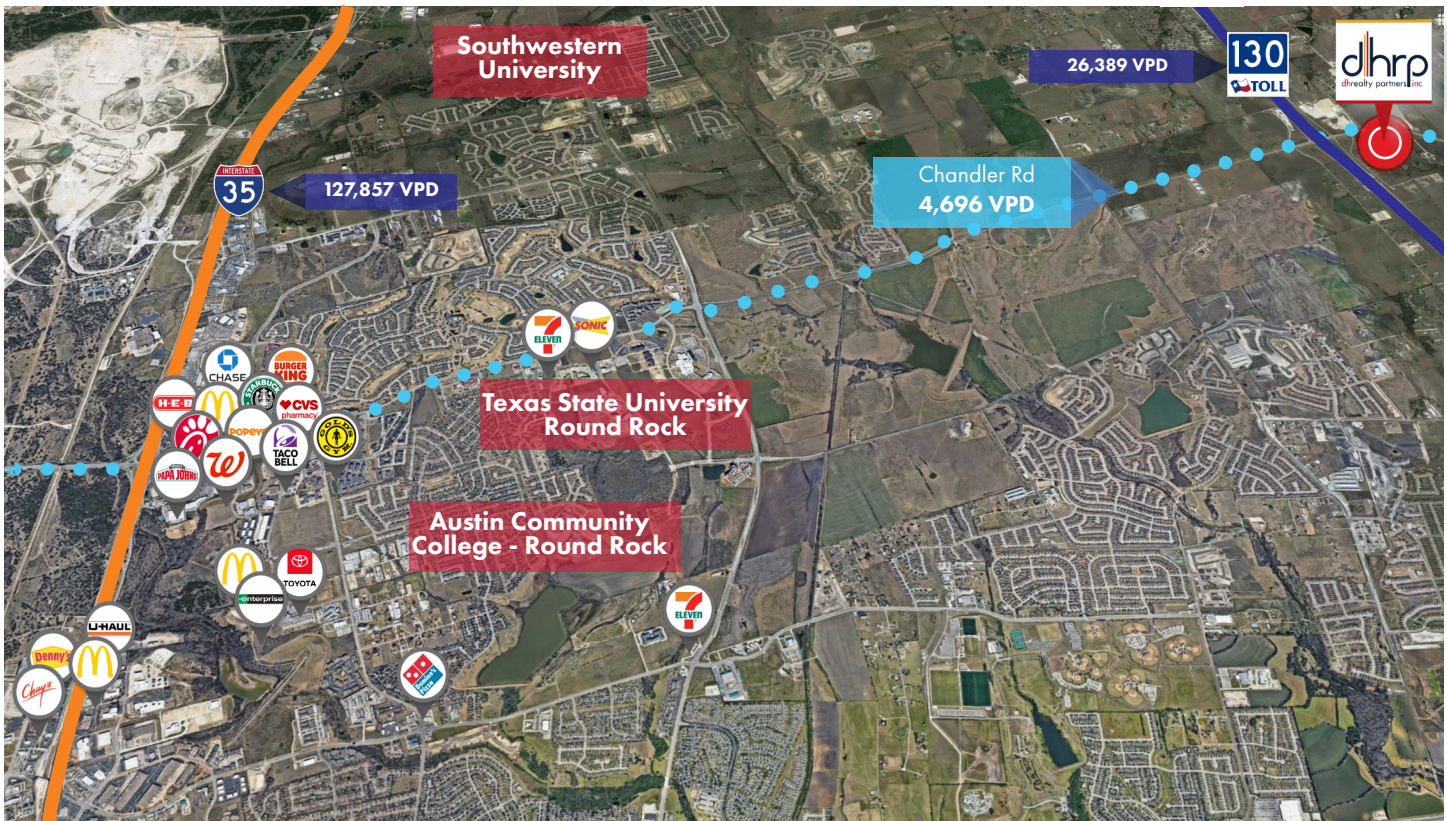 Southwestern
University
26,389 VPD
130
TOLL
dhrp
dhrealty partners inc
INTERSTATE
35
127,857 VPD
Chandler Rd
4,696 VPD
7
ELEVEN
SONIC
CHASE
BURGER
KING
H-E-B
STARBUCK
CVS
pharmacy
POPEYE
GOLD'S
GYM
TACO
BELL
PAPA JOHNS
Texas State University
Round Rock
Austin Community
College - Round Rock
TOYOTA
enterprise
7
ELEVEN
U-HAUL
Denny's
Chuy's
Domino's
Pizza